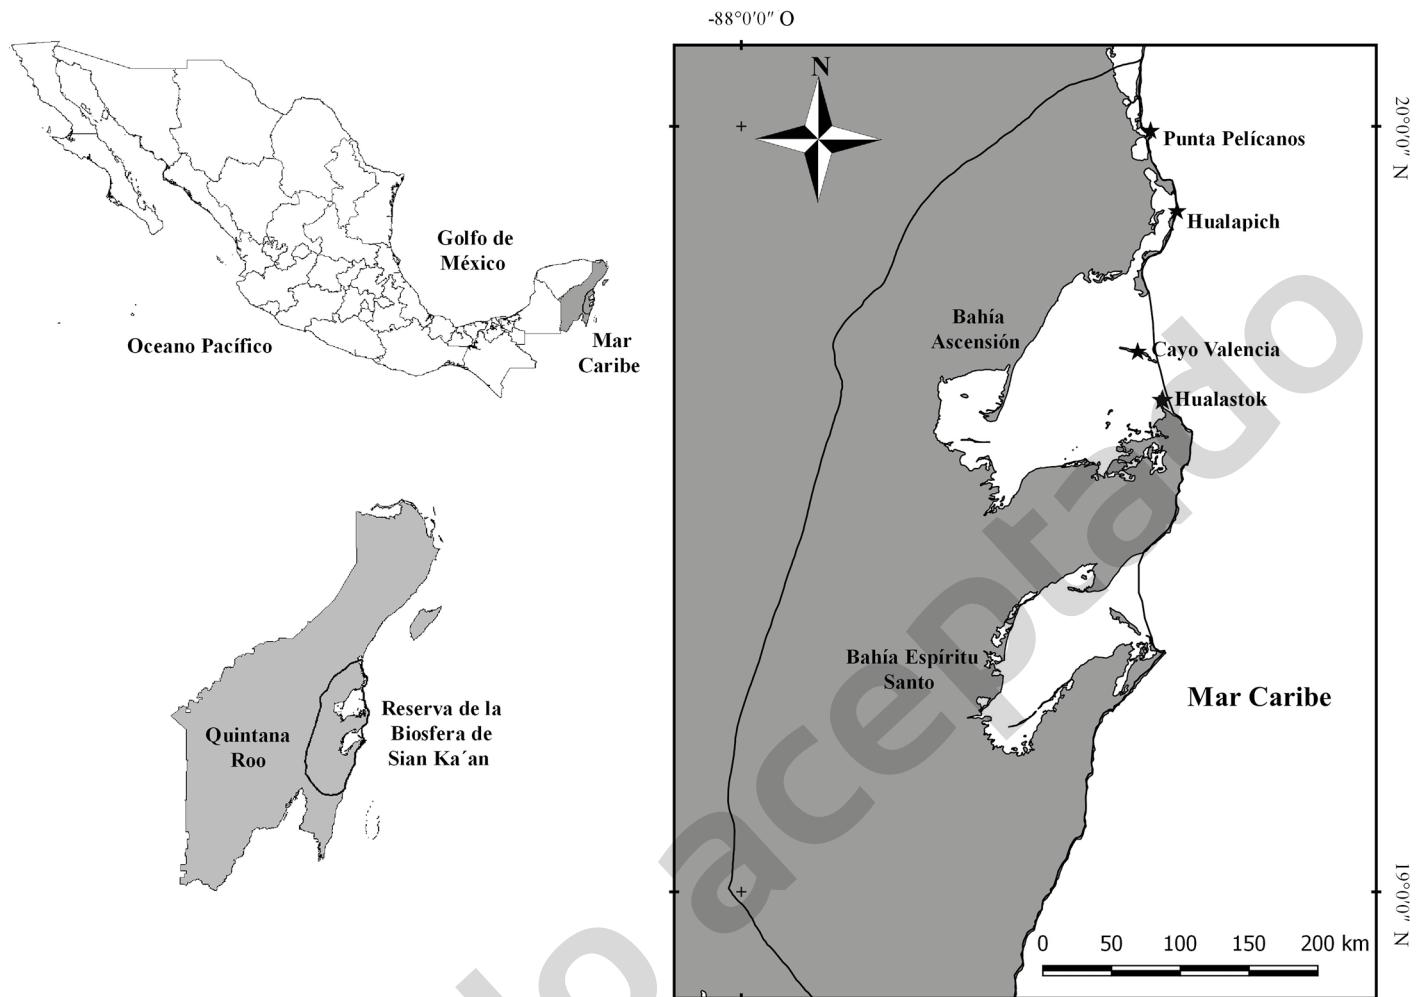 -88°0′0″ O
N
20°0′0″ N
Punta Pelícanos
Hualapich
Golfo de
México
Bahía
Ascensión
Mar
Caribe
Oceano Pacífico
Cayo Valencia
Hualastok
Bahía Espíritu
Santo
Mar Caribe
Quintana
Roo
Reserva de la
Biosfera de
Sian Ka´an
19°0′0″ N
0 50 100 150 200 km
do aceptado